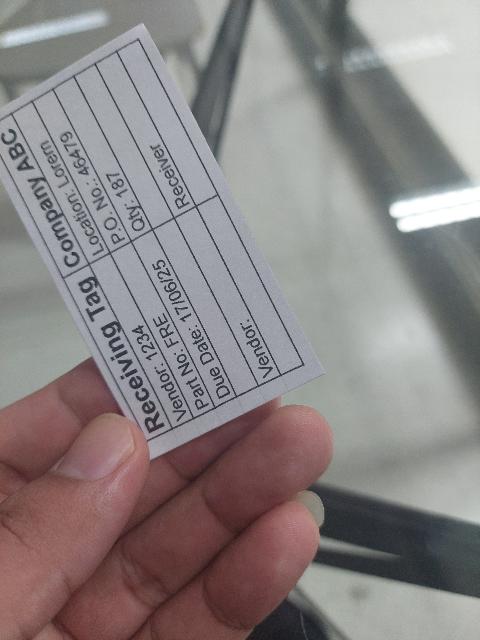 Receiving Tag Company ABC
Vendor: 1234 Location: Lorem
Part No: FRE P.O. No.: 46479
Due Date: 17/06/25 Qty: 187
Vendor: Receiver